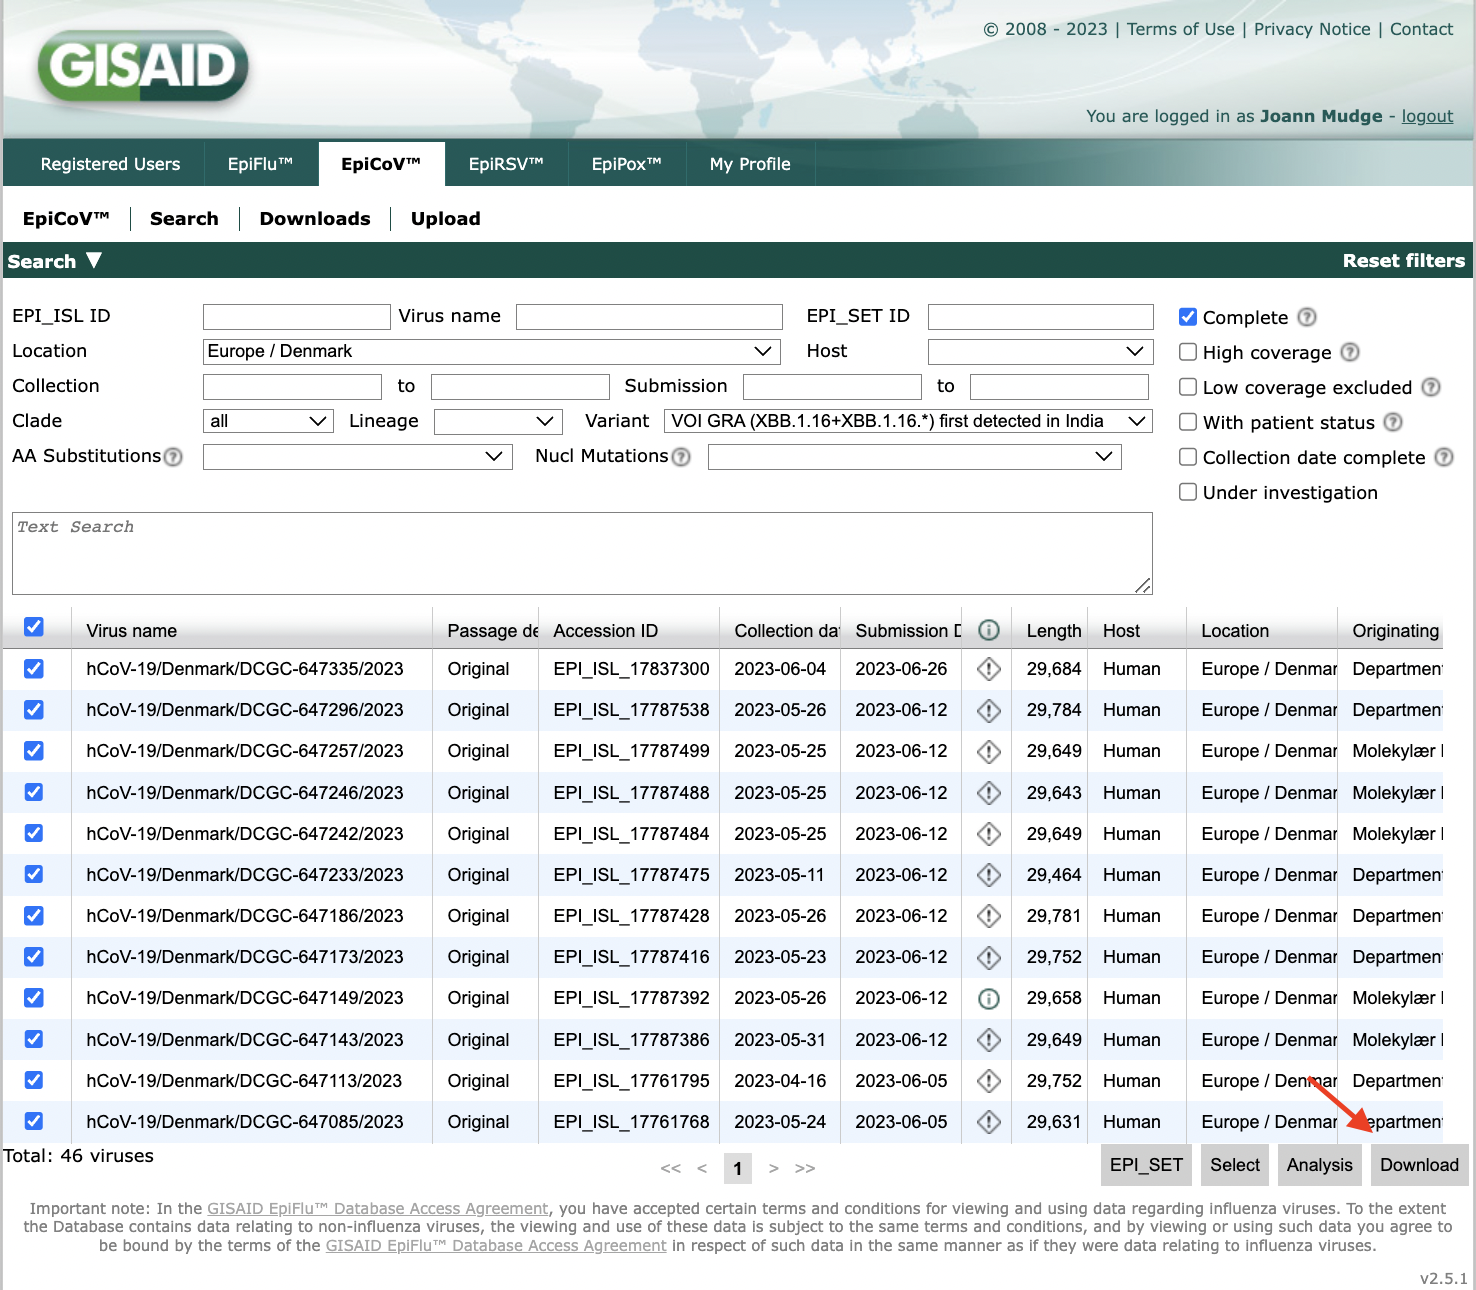 © 2008 - 2023 | Terms of Use | Privacy Notice | Contact
GISAID
You are logged in as Joann Mudge - logout
Registered Users EpiFlu™ EpiCoV™ EpiRSV™ EpiPox™ My Profile
EpiCoV™ Search Downloads Upload
Search ▼ Reset filters
EPI_ISL ID Virus name EPI_SET ID Complete ?
Location Europe / Denmark Host High coverage ?
Collection to Submission to Low coverage excluded ?
Clade all Lineage Variant VOI GRA (XBB.1.16+XBB.1.16.*) first detected in India With patient status ?
AA Substitutions ? Nucl Mutations ? Collection date complete ?
Under investigation
Text Search
Virus name Passage de Accession ID Collection da Submission D i Length Host Location Originating
hCoV-19/Denmark/DCGC-647335/2023 Original EPI_ISL_17837300 2023-06-04 2023-06-26 ! 29,684 Human Europe / Denmar Department
hCoV-19/Denmark/DCGC-647296/2023 Original EPI_ISL_17787538 2023-05-26 2023-06-12 ! 29,784 Human Europe / Denmar Department
hCoV-19/Denmark/DCGC-647257/2023 Original EPI_ISL_17787499 2023-05-25 2023-06-12 ! 29,649 Human Europe / Denmar Molekylær
hCoV-19/Denmark/DCGC-647246/2023 Original EPI_ISL_17787488 2023-05-25 2023-06-12 ! 29,643 Human Europe / Denmar Molekylær
hCoV-19/Denmark/DCGC-647242/2023 Original EPI_ISL_17787484 2023-05-25 2023-06-12 ! 29,649 Human Europe / Denmar Molekylær
hCoV-19/Denmark/DCGC-647233/2023 Original EPI_ISL_17787475 2023-05-11 2023-06-12 ! 29,464 Human Europe / Denmar Department
hCoV-19/Denmark/DCGC-647186/2023 Original EPI_ISL_17787428 2023-05-26 2023-06-12 ! 29,781 Human Europe / Denmar Department
hCoV-19/Denmark/DCGC-647173/2023 Original EPI_ISL_17787416 2023-05-23 2023-06-12 ! 29,752 Human Europe / Denmar Department
hCoV-19/Denmark/DCGC-647149/2023 Original EPI_ISL_17787392 2023-05-26 2023-06-12 i 29,658 Human Europe / Denmar Molekylær
hCoV-19/Denmark/DCGC-647143/2023 Original EPI_ISL_17787386 2023-05-31 2023-06-12 ! 29,649 Human Europe / Denmar Molekylær
hCoV-19/Denmark/DCGC-647113/2023 Original EPI_ISL_17761795 2023-04-16 2023-06-05 ! 29,752 Human Europe / Denmar Department
hCoV-19/Denmark/DCGC-647085/2023 Original EPI_ISL_17761768 2023-05-24 2023-06-05 ! 29,631 Human Europe / Denmar Department
Total: 46 viruses << < 1 > >> EPI_SET Select Analysis Download
Important note: In the GISAID EpiFlu™ Database Access Agreement, you have accepted certain terms and conditions for viewing and using data regarding influenza viruses. To the extent
the Database contains data relating to non-influenza viruses, the viewing and use of these data is subject to the same terms and conditions, and by viewing or using such data you agree to
be bound by the terms of the GISAID EpiFlu™ Database Access Agreement in respect of such data in the same manner as if they were data relating to influenza viruses.
v2.5.1